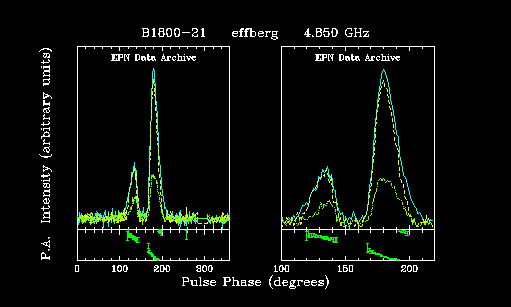 B1800-21 effberg 4.850 GHz
EPN Data Archive EPN Data Archive
P.A. Intensity (arbitrary units)
0 100 200 300 100 150 200
Pulse Phase (degrees)